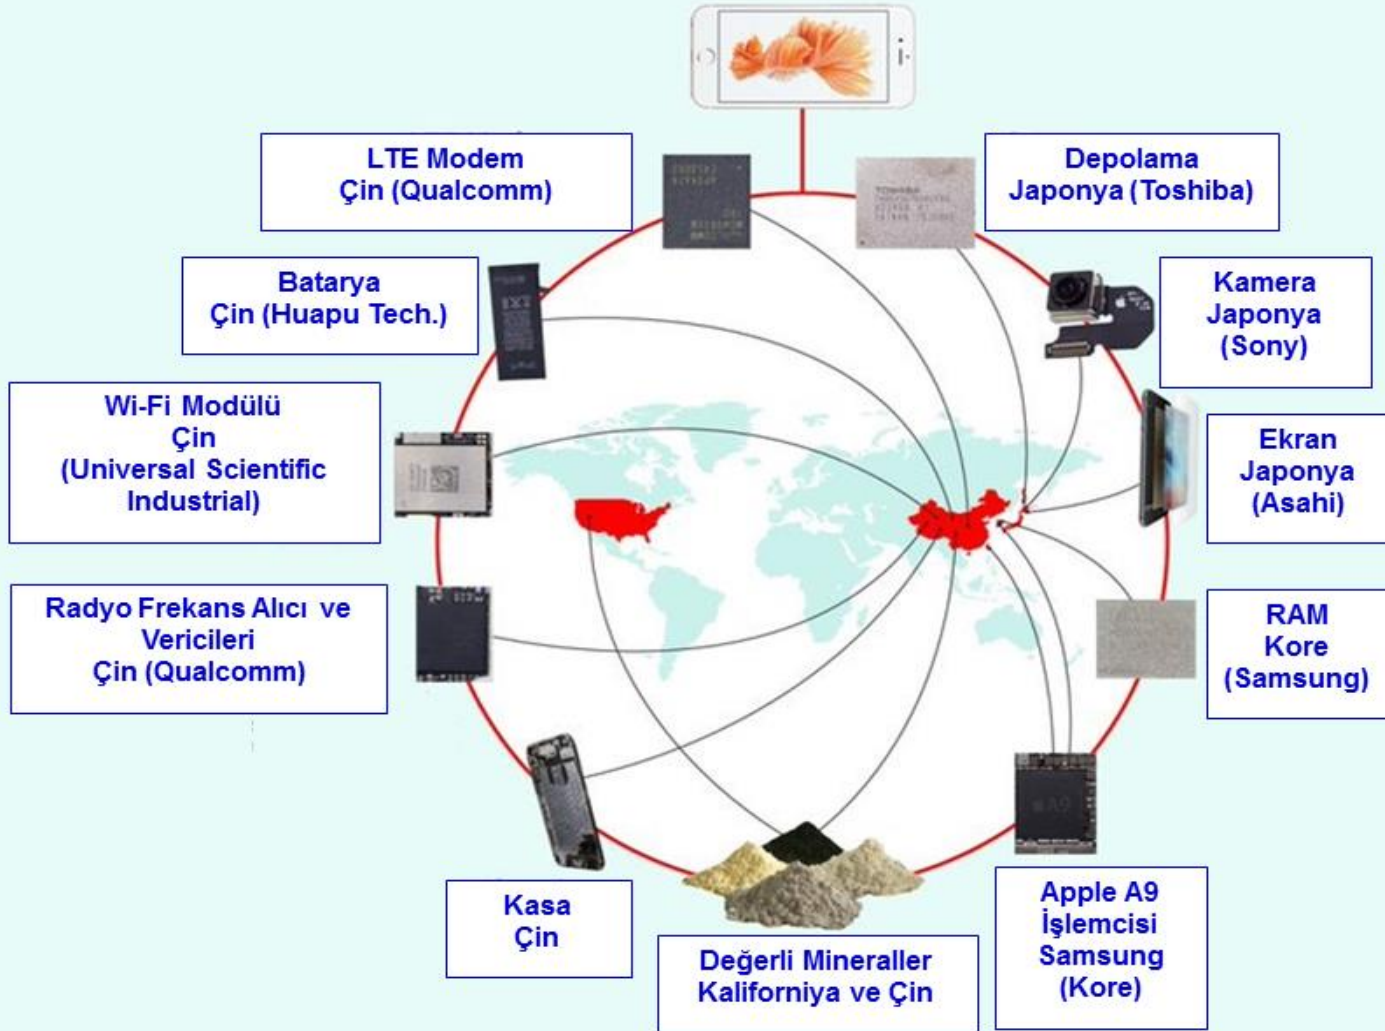 LTE Modem
Çin (Qualcomm)
Depolama
Japonya (Toshiba)
TOSHIBA
Batarya
Çin (Huapu Tech.)
Kamera
Japonya
(Sony)
Wi-Fi Modülü
Çin
(Universal Scientific
Industrial)
Ekran
Japonya
(Asahi)
Radyo Frekans Alıcı ve
Vericileri
Çin (Qualcomm)
RAM
Kore
(Samsung)
A9
Kasa
Çin
Değerli Mineraller
Kaliforniya ve Çin
Apple A9
İşlemcisi
Samsung
(Kore)